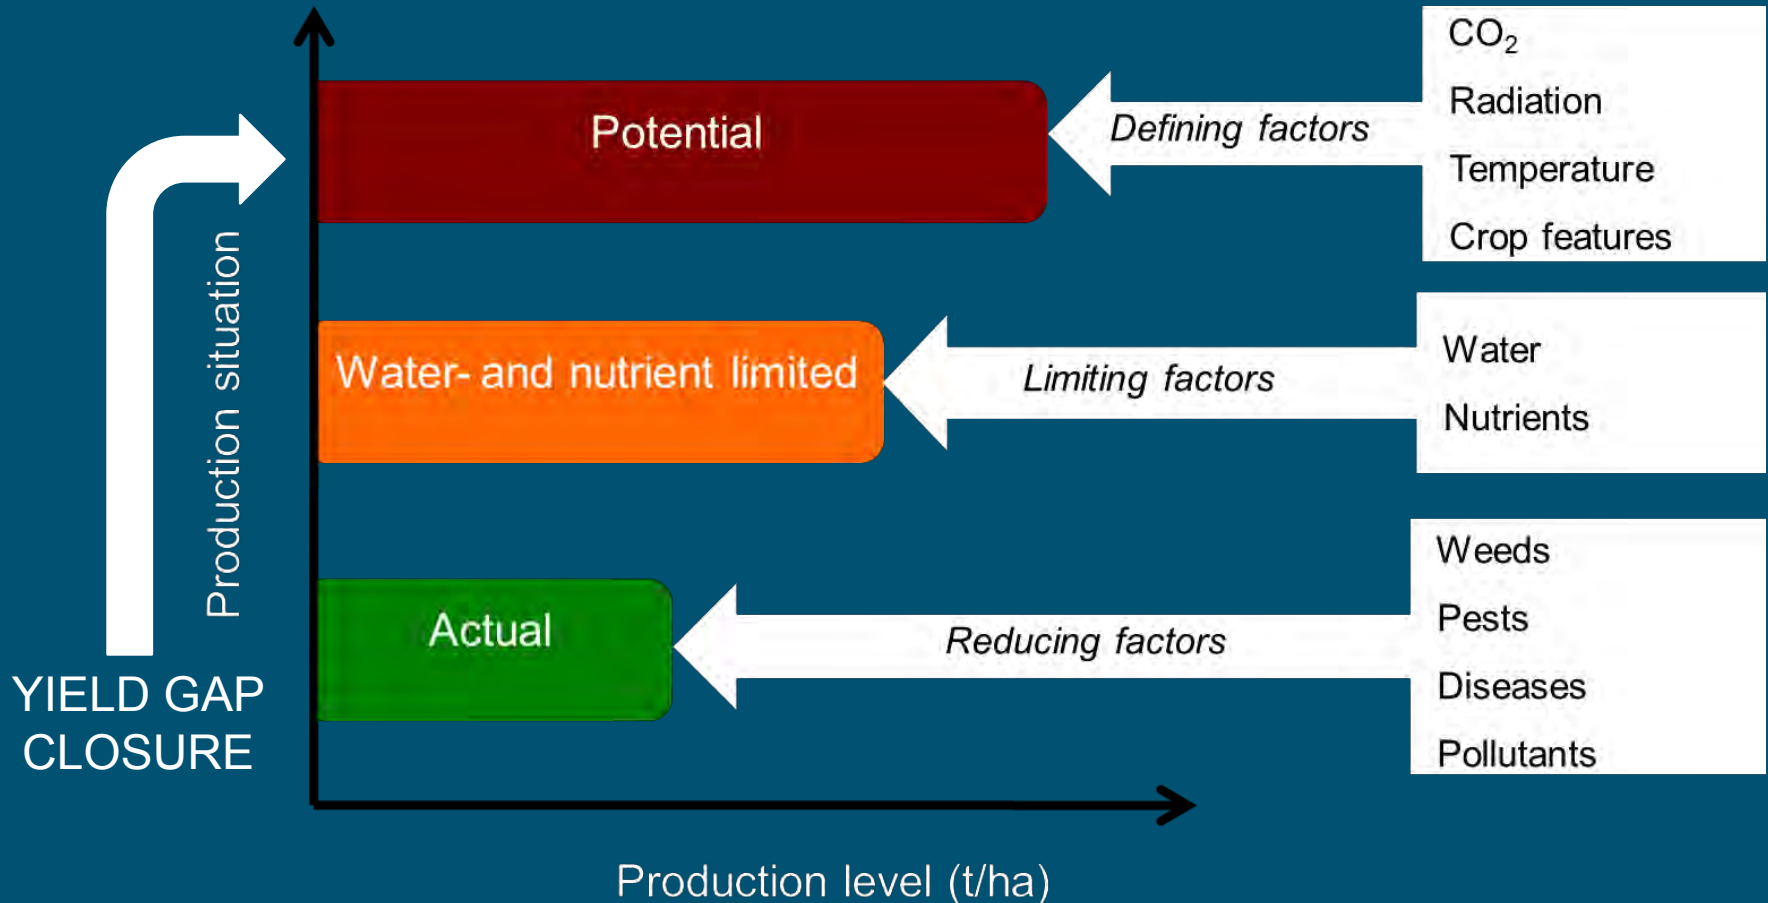 Potential
Defining factors
CO₂
Radiation
Temperature
Crop features
Production situation
Water- and nutrient limited
Limiting factors
Water
Nutrients
Actual
Reducing factors
Weeds
Pests
Diseases
Pollutants
YIELD GAP
CLOSURE
Production level (t/ha)